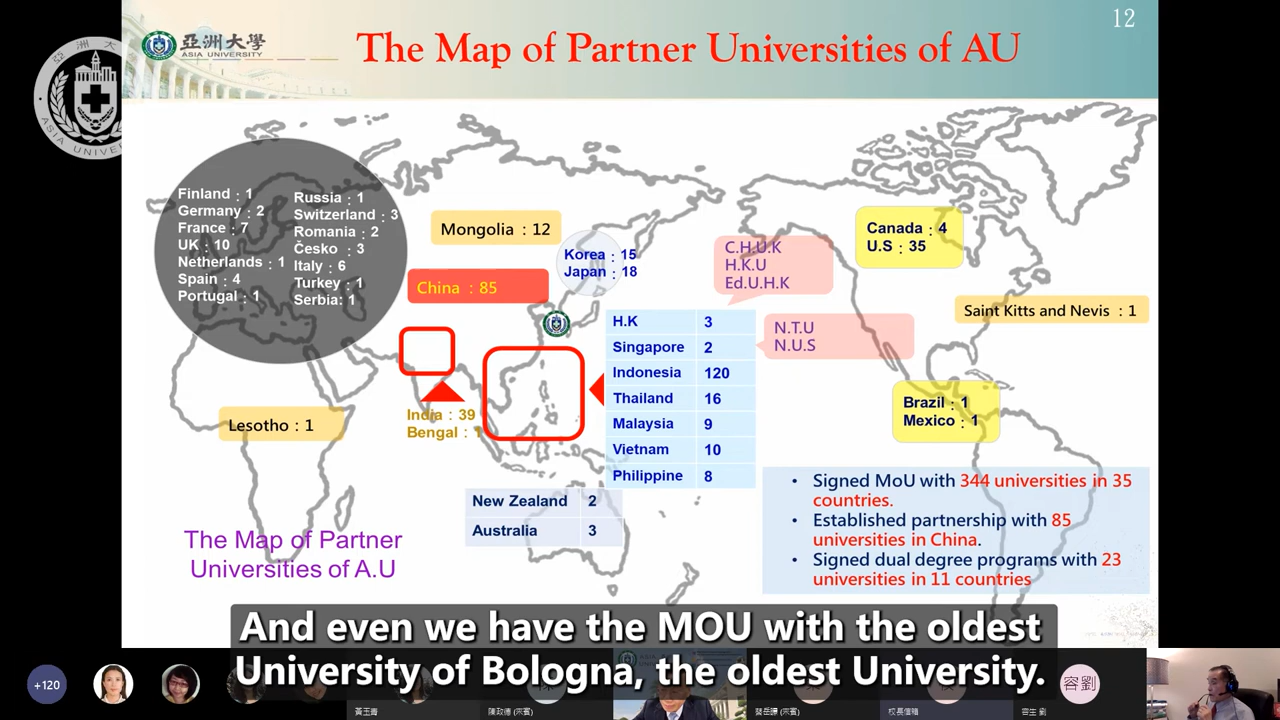 12
亞洲大學
ASIA UNIVERSITY
The Map of Partner Universities of AU
Finland : 1
Germany : 2
France : 7
UK : 10
Netherlands : 1
Spain : 4
Portugal : 1
Russia : 1
Switzerland : 3
Romania : 2
Česko : 3
Italy : 6
Turkey : 1
Serbia: 1
Mongolia : 12
Korea : 15
Japan : 18
China : 85
C.H.U.K
H.K.U
Ed.U.H.K
Canada : 4
U.S : 35
Saint Kitts and Nevis : 1
H.K 3
Singapore 2
Indonesia 120
Thailand 16
Malaysia 9
Vietnam 10
Philippine 8
N.T.U
N.U.S
India : 39
Bengal : 1
Lesotho : 1
Brazil : 1
Mexico : 1
New Zealand 2
Australia 3
The Map of Partner
Universities of A.U
• Signed MoU with 344 universities in 35
countries.
• Established partnership with 85
universities in China.
• Signed dual degree programs with 23
universities in 11 countries
And even we have the MOU with the oldest
University of Bologna, the oldest University.
+120
容劉
容生 劉